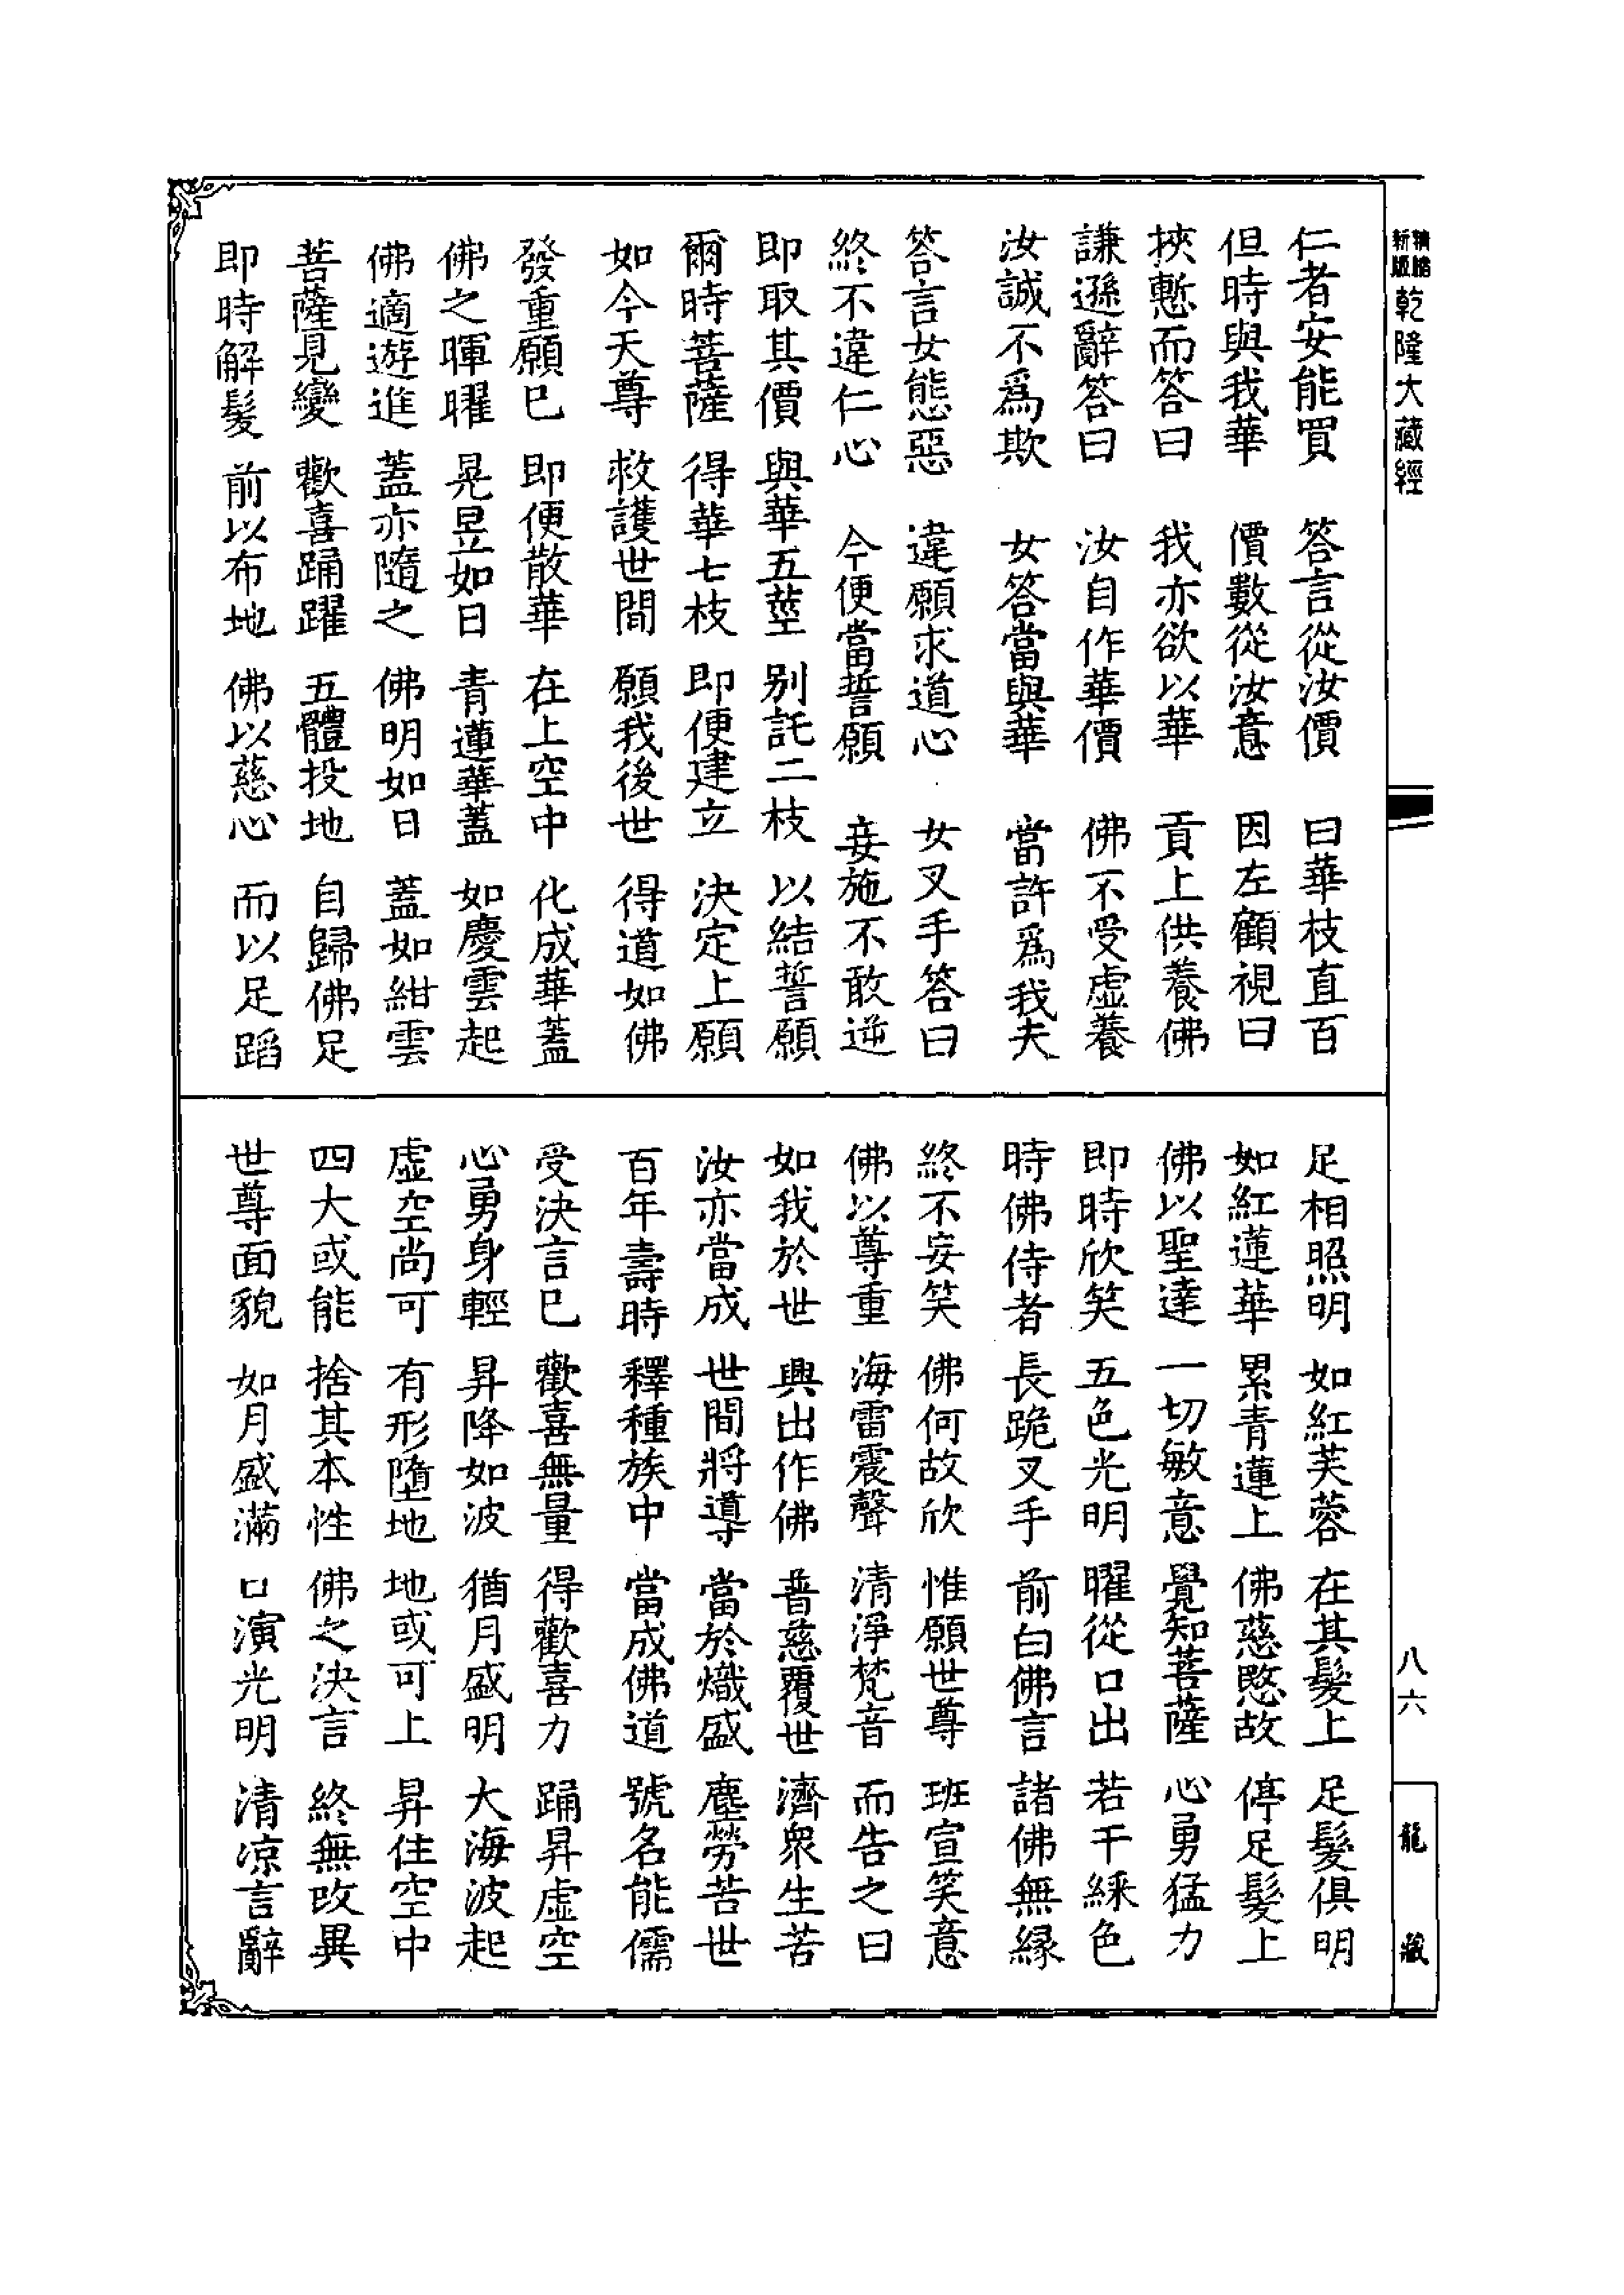 新版
乾隆大藏經
仁者安能買　答言從汝價　曰華枝直百
但時與我華　價數從汝意　因左顧視曰
挾慙而答曰　我亦欲以華　貢上供養佛
謙遜辭答曰　汝自作華價　佛不受虛養
汝誠不爲欺　女答當與華　當許爲我夫
答言女態惡　違願求道心　女叉手答曰
終不違仁心　今便當誓願　妾施不敢逆
即取其價　與華五莖　別託二枝　以結誓願
爾時菩薩　得華七枝　即便建立　決定上願
如今天尊　救護世間　願我後世　得道如佛
發重願已　即便散華　在上空中　化成華蓋
佛之暉曜　晃昱如日　青蓮華蓋　如慶雲起
佛適遊進　蓋亦隨之　佛明如日　蓋如紺雲
菩薩見變　歡喜踊躍　五體投地　自歸佛足
即時解髮　前以布地　佛以慈心　而以足蹈
足相照明　如紅芙蓉　在其髮上　足髮俱明
如紅蓮華　累青蓮上　佛慈愍故　停足髮上
佛以聖達　一切敏意　覺知菩薩　心勇猛力
即時欣笑　五色光明　曜從口出　若干綵色
時佛侍者　長跪叉手　前白佛言　諸佛無緣
終不妄笑　佛何故欣　惟願世尊　班宣笑意
佛以尊重　海雷震聲　清淨梵音　而告之曰
如我於世　興出作佛　普慈覆世　濟眾生苦
汝亦當成　世間將導　當於熾盛　塵勞苦世
百年壽時　釋種族中　當成佛道　號名能儒
受決言已　歡喜無量　得歡喜力　踊昇虛空
心勇身輕　昇降如波　猶月盛明　大海波起
虛空尚可　有形墮地　地或可上　昇住空中
四大或能　捨其本性　佛之決言　終無改異
世尊面貌　如月盛滿　口演光明　清涼言辭
八六
龍藏